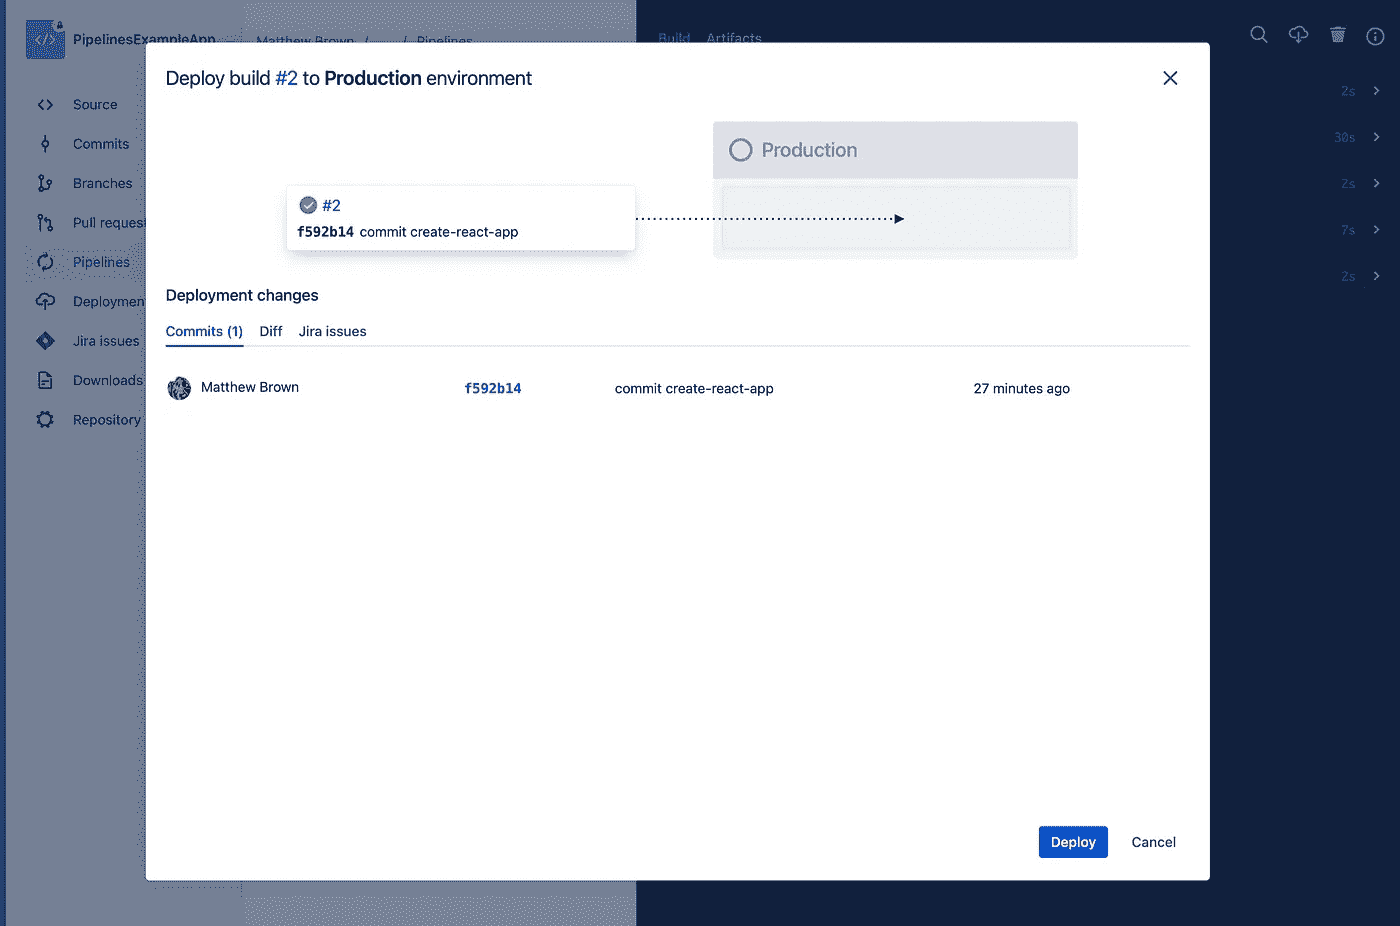 PipelinesExampleApp
Matthew Brown / / Pipelines
Build Artifacts
Source
Commits
Branches
Pull reques
Pipelines
Deploymen
Jira issues
Downloads
Repository
Deploy build #2 to Production environment
Production
#2
f592b14 commit create-react-app
Deployment changes
Commits (1) Diff Jira issues
Matthew Brown f592b14 commit create-react-app 27 minutes ago
Deploy Cancel
2s
30s
2s
7s
2s